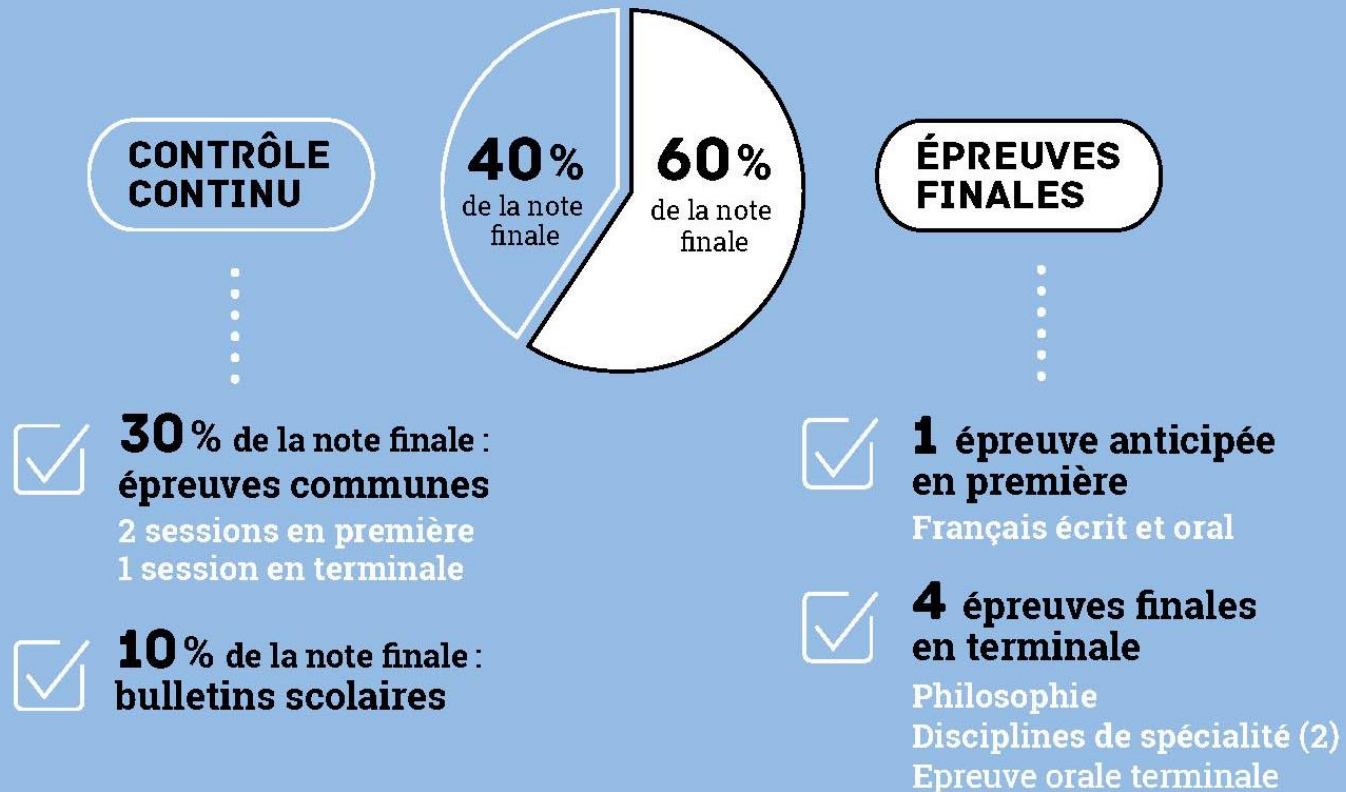 CONTRÔLE
CONTINU
40%
de la note
finale
60%
de la note
finale
ÉPREUVES
FINALES
30% de la note finale :
épreuves communes
2 sessions en première
1 session en terminale
10% de la note finale :
bulletins scolaires
1 épreuve anticipée
en première
Français écrit et oral
4 épreuves finales
en terminale
Philosophie
Disciplines de spécialité (2)
Epreuve orale terminale